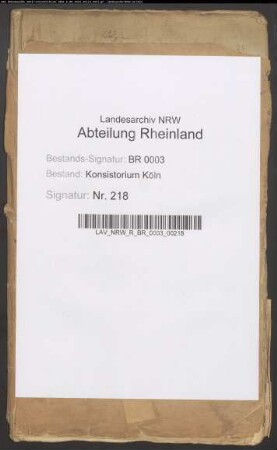 Landesarchiv NRW
Abteilung Rheinland
Bestands-Signatur: BR 0003
Bestand: Konsistorium Köln
Signatur: Nr. 218
LAV_NRW_R_BR_0003_00218